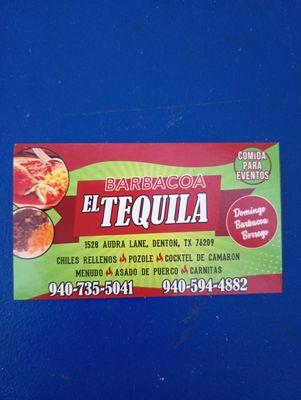 BARBACOA
EL TEQUILA
COMIDA
PARA
EVENTOS
Domingo
Barbacoa
Borrego
1528 AUDRA LANE, DENTON, TX 76209
CHILES RELLENOS POZOLE COCKTEL DE CAMARON
MENUDO ASADO DE PUERCO CARNITAS
940-735-5041 940-594-4882